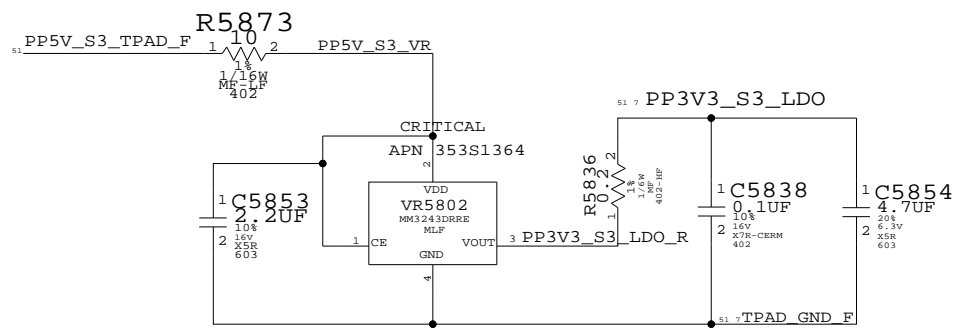 R5873
10
51 PP5V_S3_TPAD_F 1 2 PP5V_S3_VR
1%
1/16W
MF-LF
402
51 7 PP3V3_S3_LDO
CRITICAL
APN 353S1364
2
VDD
VR5802
MM3243DRRE
MLF
1 CE VOUT 3 PP3V3_S3_LDO_R
GND
4
1 C5853
2.2UF
10%
2 16V
X5R
603
R5836
0.2
1%
1/6W
MF
402-HF
2
1
1 C5838
0.1UF
10%
2 16V
X7R-CERM
402
1 C5854
4.7UF
20%
2 6.3V
X5R
603
51 7 TPAD_GND_F